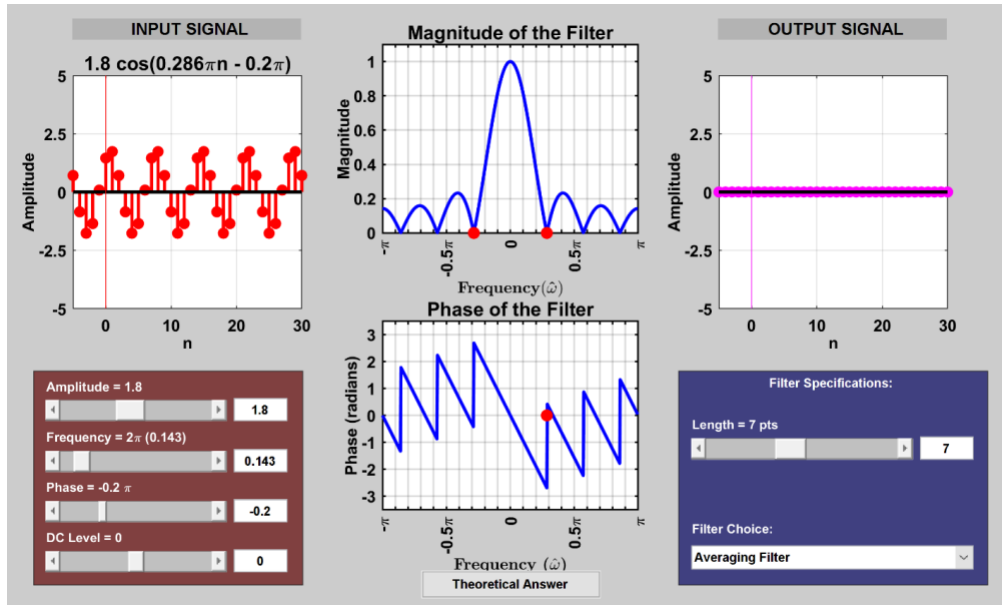 INPUT SIGNAL
1.8 cos(0.286πn - 0.2π)
5
2.5
0
-2.5
-5
Amplitude
0
10
20
30
n
Amplitude = 1.8
1.8
Frequency = 2π (0.143)
0.143
Phase = -0.2 π
-0.2
DC Level = 0
0
Magnitude of the Filter
1
0.8
0.6
0.4
0.2
0
Magnitude
-π
-0.5π
0
0.5π
π
Frequency(ω̂)
Phase of the Filter
3
2
1
0
-1
-2
-3
Phase (radians)
-π
-0.5π
0
0.5π
π
Frequency (ω̂)
Theoretical Answer
OUTPUT SIGNAL
5
2.5
0
-2.5
-5
Amplitude
0
10
20
30
n
Filter Specifications:
Length = 7 pts
7
Filter Choice:
Averaging Filter